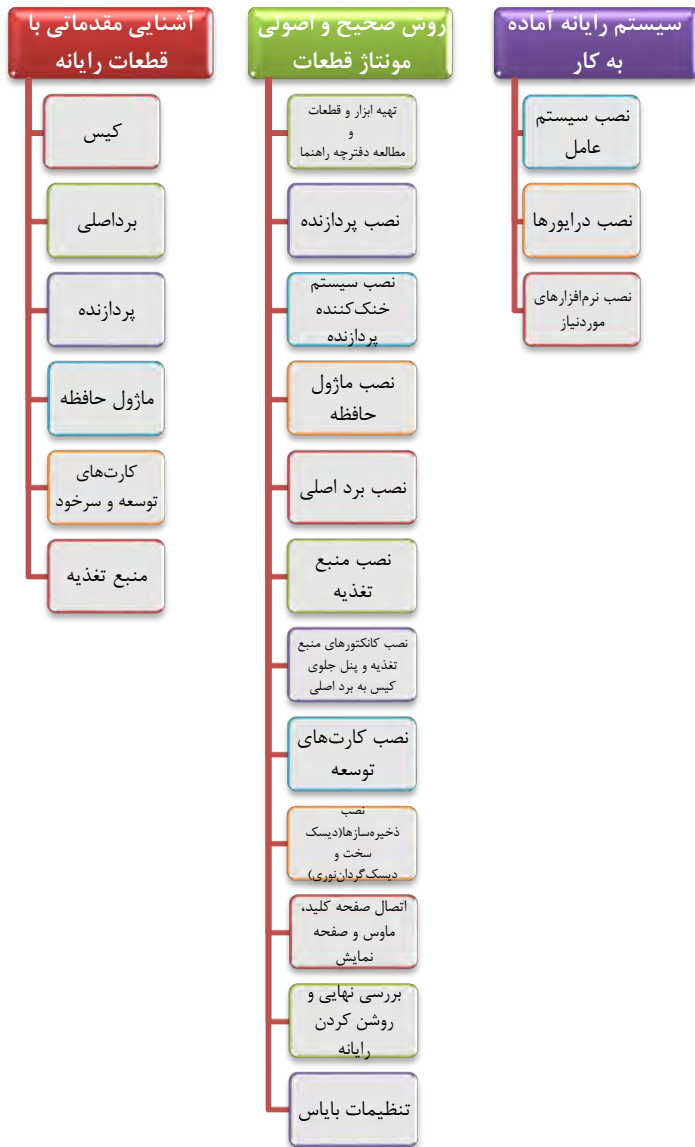 آشنایی مقدماتی با
قطعات رایانه
کیس
برداصلی
پردازنده
ماژول حافظه
کارت‌های
توسعه و سرخود
منبع تغذیه
روش صحیح و اصولی
مونتاژ قطعات
تهیه ابزار و قطعات
و
مطالعه دفترچه راهنما
نصب پردازنده
نصب سیستم
خنک‌کننده
پردازنده
نصب ماژول
حافظه
نصب برد اصلی
نصب منبع
تغذیه
نصب کانکتورهای منبع
تغذیه و پنل جلوی
کیس به برد اصلی
نصب کارت‌های
توسعه
نصب
ذخیره‌سازها(دیسک
سخت و
دیسک‌گردان‌نوری)
اتصال صفحه کلید،
ماوس و صفحه
نمایش
بررسی نهایی و
روشن کردن
رایانه
تنظیمات بایاس
سیستم رایانه آماده
به کار
نصب سیستم
عامل
نصب درایورها
نصب نرم‌افزارهای
موردنیاز